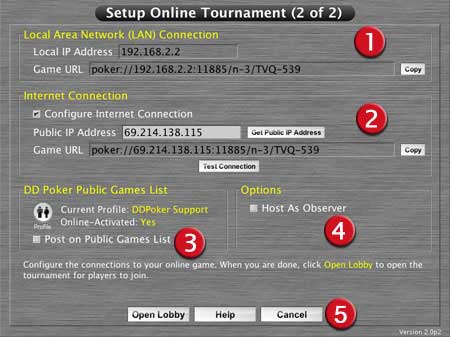 Setup Online Tournament (2 of 2)
Local Area Network (LAN) Connection
1
Local IP Address 192.168.2.2
Game URL poker://192.168.2.2:11885/n-3/TVQ-539 Copy
Internet Connection
Configure Internet Connection
2
Public IP Address 69.214.138.115 Get Public IP Address
Game URL poker://69.214.138.115:11885/n-3/TVQ-539 Copy
Test Connection
DD Poker Public Games List
Current Profile: DDPoker Support
Online-Activated: Yes
Profile
Post on Public Games List
3
Options
Host As Observer
4
Configure the connections to your online game. When you are done, click Open Lobby to open the
tournament for players to join.
Open Lobby Help Cancel 5
Version 2.0p2